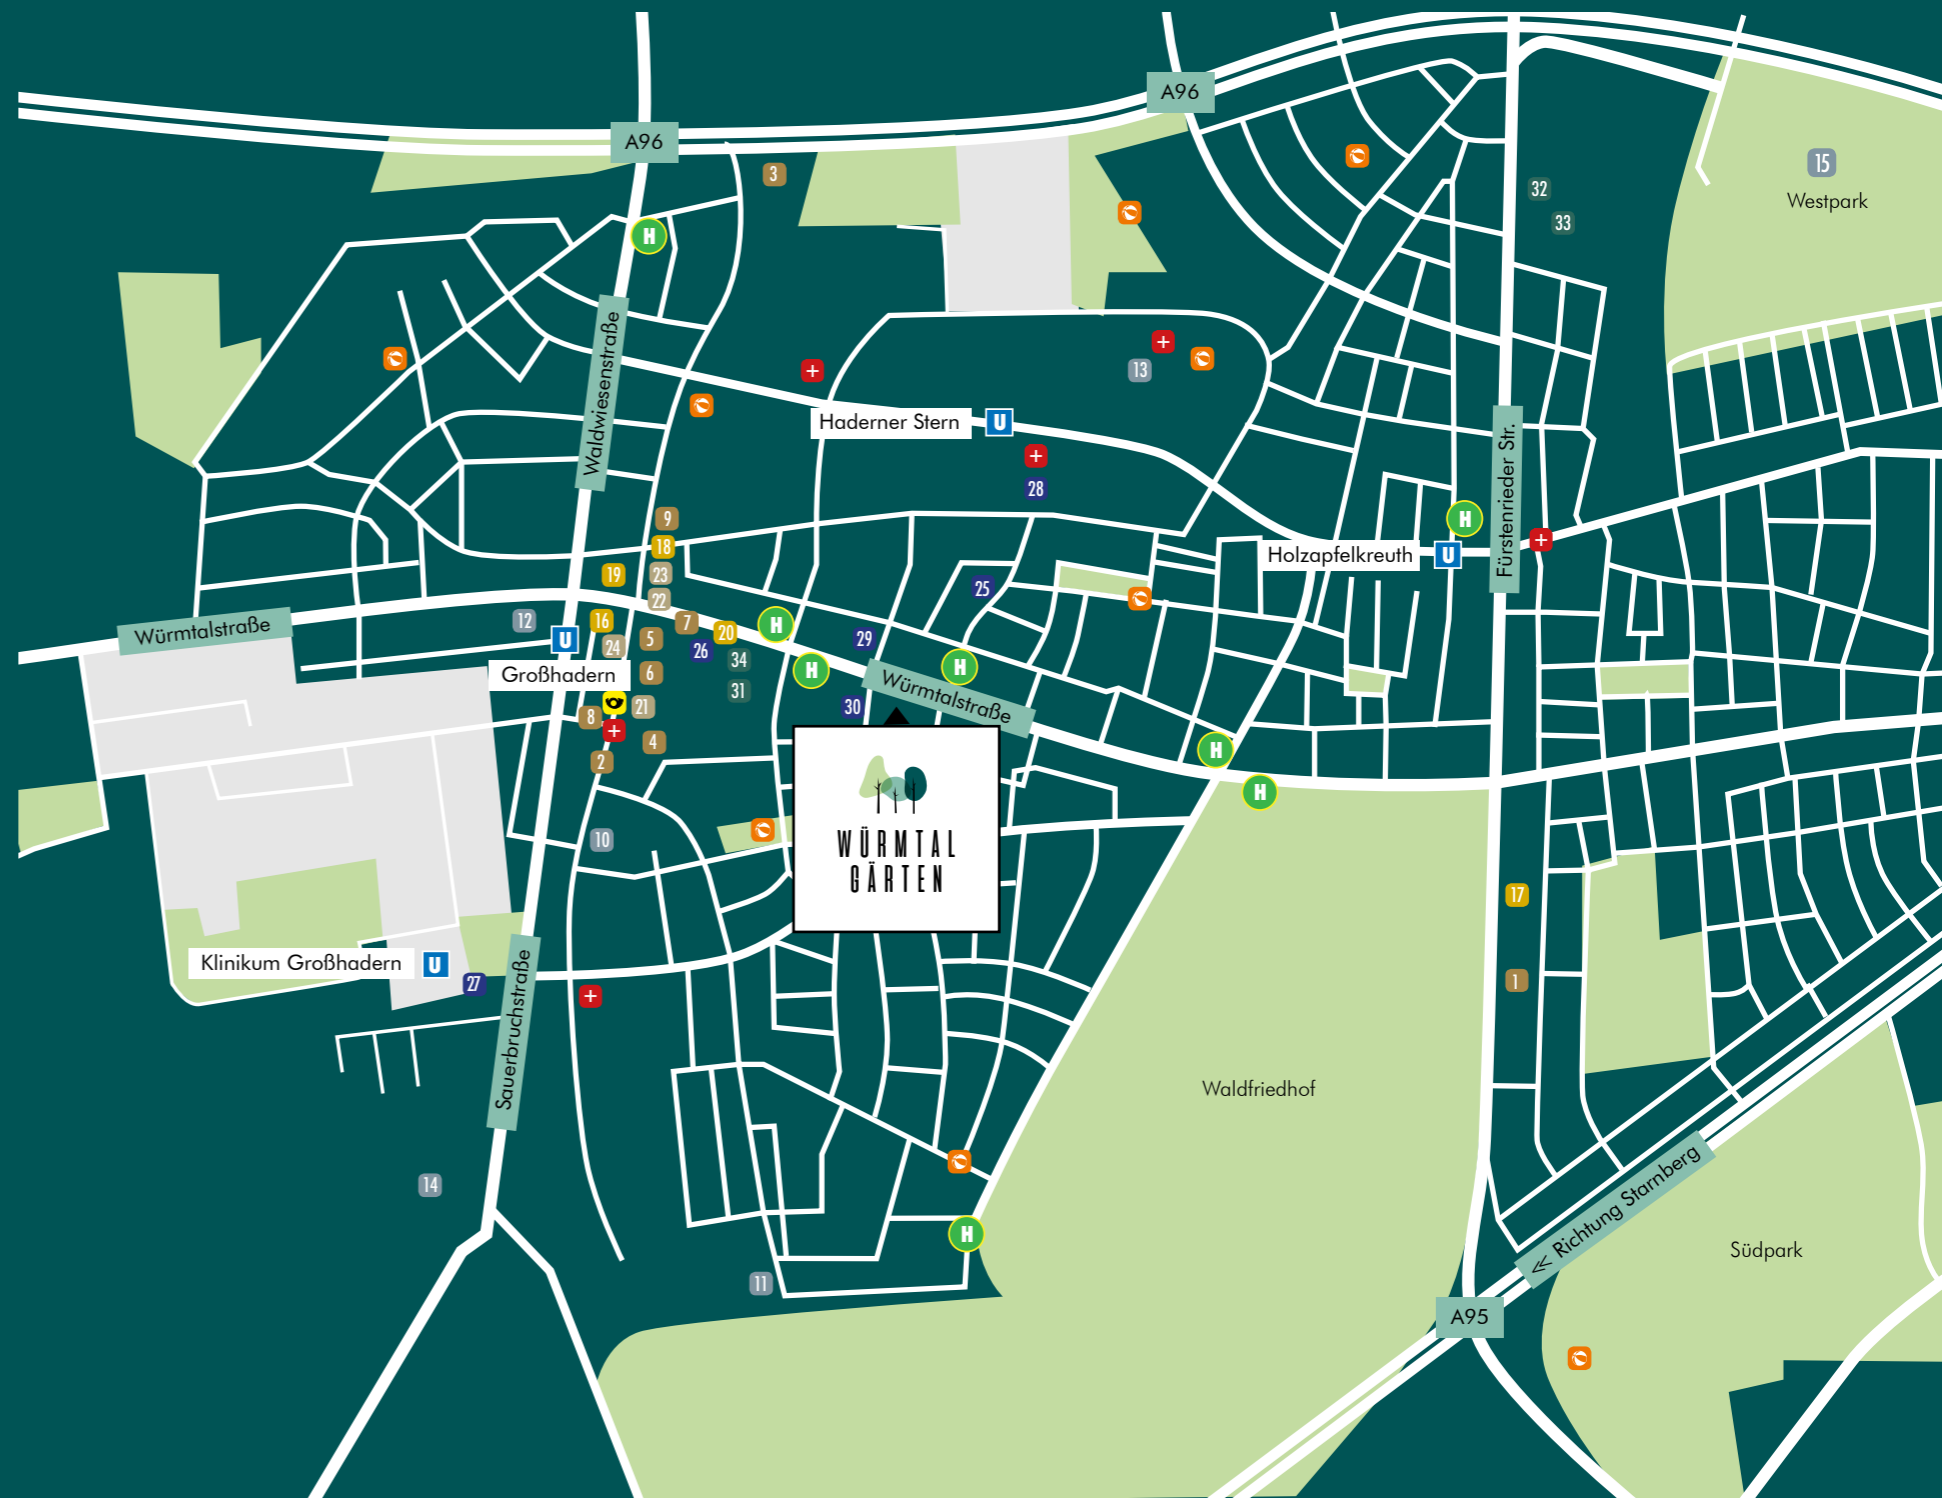 A96
A96
3
15
Westpark
32
33
H
Waldwiesenstraße
13
Haderner Stern
U
28
Fürstenrieder Str.
H
Holzapfelkreuth
U
9
18
19
23
22
25
12
16
7
20
H
Würmtalstraße
U
24
5
26
34
29
H
H
Großhadern
6
31
Würmtalstraße
21
8
30
4
2
H
H
10
WÜRMTAL
GÄRTEN
17
1
Klinikum Großhadern
U
27
Sauerbruchstraße
Waldfriedhof
14
H
11
<< Richtung Starnberg
Südpark
A95